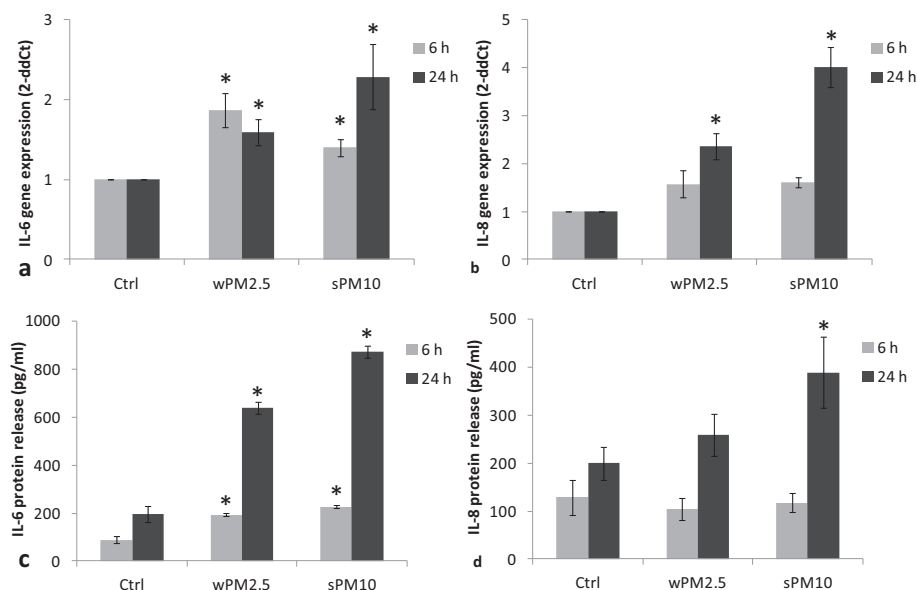 3
2
1
0
IL-6 gene expression (2-ddCt)
a
*
*
*
*
Ctrl
wPM2.5
sPM10
6 h
24 h
5
4
3
2
1
0
IL-8 gene expression (2-ddCt)
b
*
*
Ctrl
wPM2.5
sPM10
6 h
24 h
1000
800
600
400
200
0
IL-6 protein release (pg/ml)
c
*
*
*
*
Ctrl
wPM2.5
sPM10
6 h
24 h
500
400
300
200
100
0
IL-8 protein release (pg/ml)
d
*
Ctrl
wPM2.5
sPM10
6 h
24 h